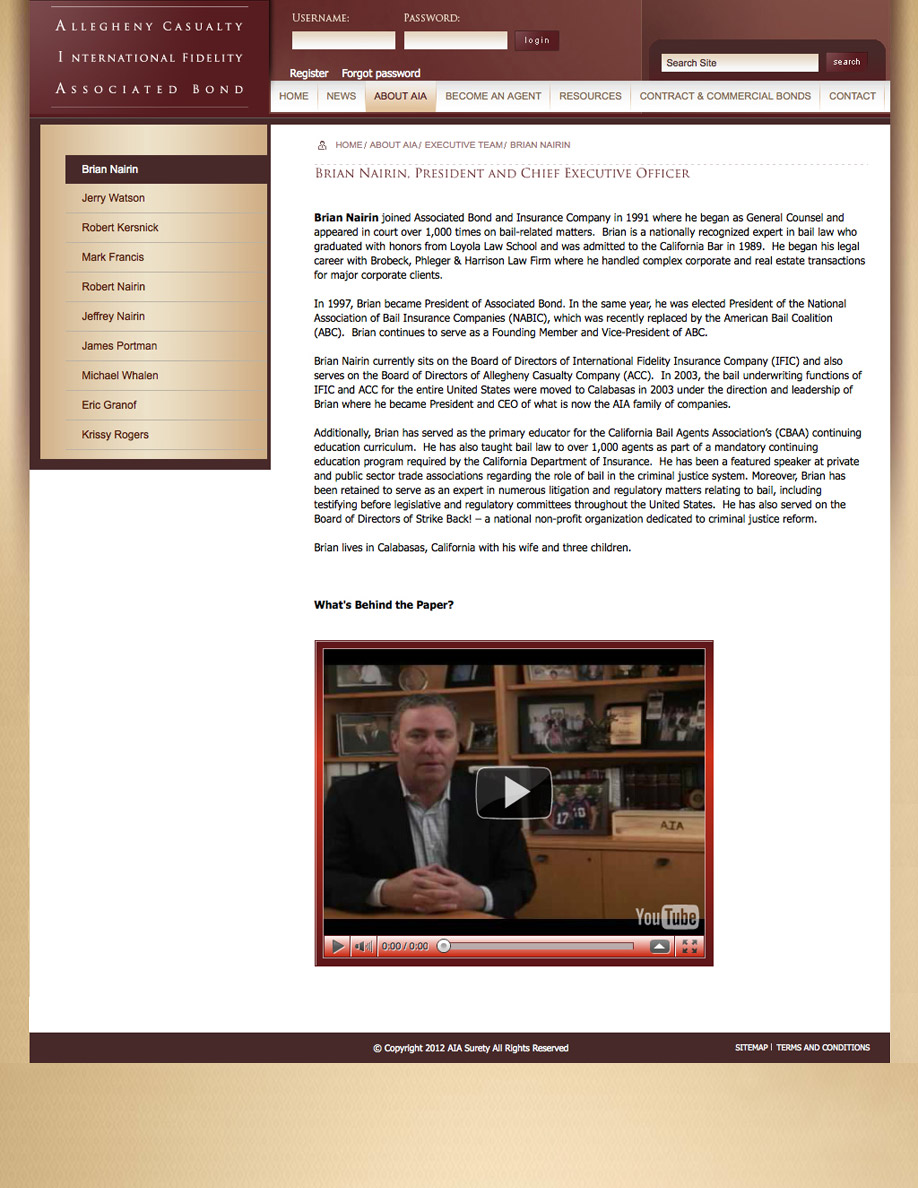 ALLEGHENY CASUALTY
INTERNATIONAL FIDELITY
ASSOCIATED BOND
USERNAME: PASSWORD:
login
Register Forgot password
Search Site search
HOME NEWS ABOUT AIA BECOME AN AGENT RESOURCES CONTRACT & COMMERCIAL BONDS CONTACT
Brian Nairin
Jerry Watson
Robert Kersnick
Mark Francis
Robert Nairin
Jeffrey Nairin
James Portman
Michael Whalen
Eric Granof
Krissy Rogers
HOME/ ABOUT AIA/ EXECUTIVE TEAM/ BRIAN NAIRIN
BRIAN NAIRIN, PRESIDENT AND CHIEF EXECUTIVE OFFICER
Brian Nairin joined Associated Bond and Insurance Company in 1991 where he began as General Counsel and
appeared in court over 1,000 times on bail-related matters. Brian is a nationally recognized expert in bail law who
graduated with honors from Loyola Law School and was admitted to the California Bar in 1989. He began his legal
career with Brobeck, Phleger & Harrison Law Firm where he handled complex corporate and real estate transactions
for major corporate clients.
In 1997, Brian became President of Associated Bond. In the same year, he was elected President of the National
Association of Bail Insurance Companies (NABIC), which was recently replaced by the American Bail Coalition
(ABC). Brian continues to serve as a Founding Member and Vice-President of ABC.
Brian Nairin currently sits on the Board of Directors of International Fidelity Insurance Company (IFIC) and also
serves on the Board of Directors of Allegheny Casualty Company (ACC). In 2003, the bail underwriting functions of
IFIC and ACC for the entire United States were moved to Calabasas in 2003 under the direction and leadership of
Brian where he became President and CEO of what is now the AIA family of companies.
Additionally, Brian has served as the primary educator for the California Bail Agents Association's (CBAA) continuing
education curriculum. He has also taught bail law to over 1,000 agents as part of a mandatory continuing
education program required by the California Department of Insurance. He has been a featured speaker at private
and public sector trade associations regarding the role of bail in the criminal justice system. Moreover, Brian has
been retained to serve as an expert in numerous litigation and regulatory matters relating to bail, including
testifying before legislative and regulatory committees throughout the United States. He has also served on the
Board of Directors of Strike Back! – a national non-profit organization dedicated to criminal justice reform.
Brian lives in Calabasas, California with his wife and three children.
What's Behind the Paper?
17 10
AIA
YouTube
0:00 / 0:00
© Copyright 2012 AIA Surety All Rights Reserved
SITEMAP | TERMS AND CONDITIONS